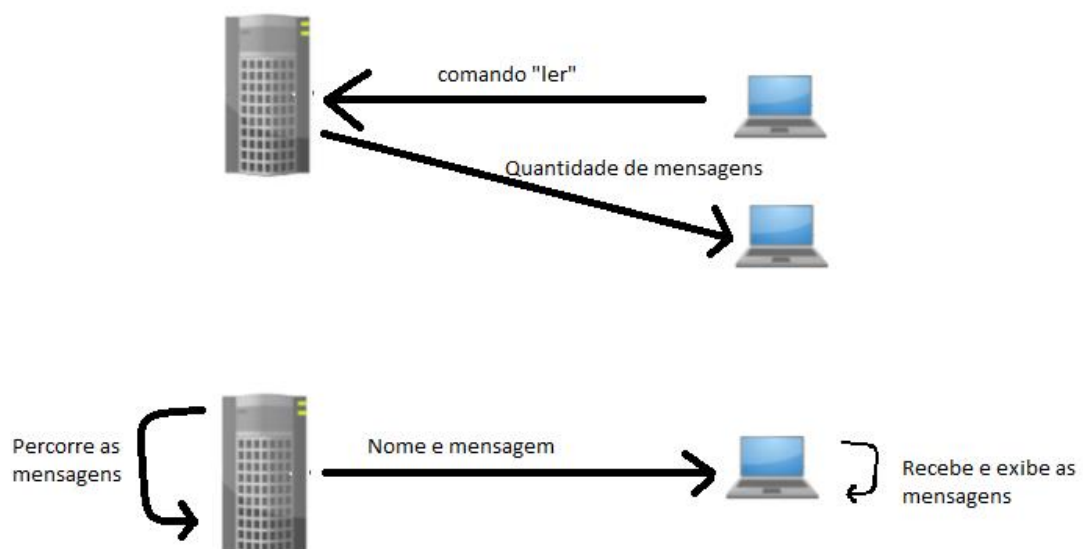 comando "ler"
Quantidade de mensagens
Percorre as
mensagens
Nome e mensagem
Recebe e exibe as
mensagens